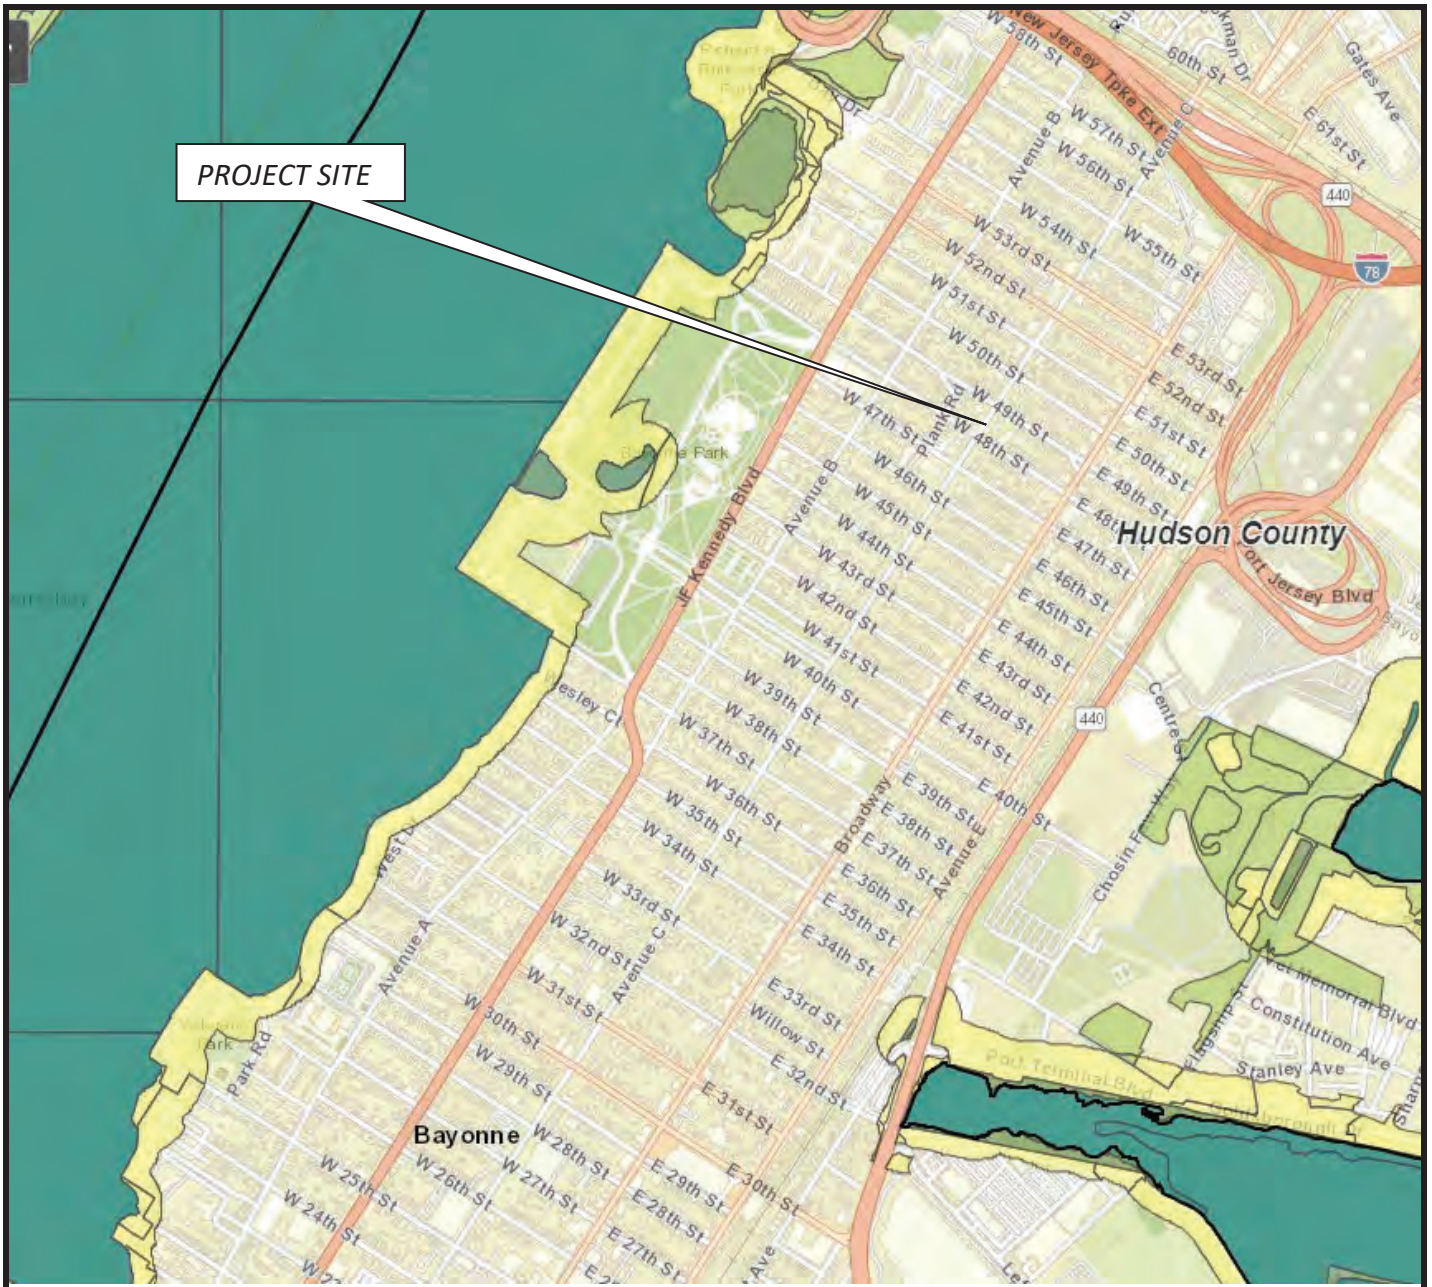 New Jersey Tpke Ext
W 58th St
60th St
Gates Ave
E 61st St
Avenue C
Avenue B
W 57th St
W 56th St
W 55th St
W 54th St
W 53rd St
W 52nd St
W 51st St
W 50th St
W 49th St
W 48th St
440
78
PROJECT SITE
Plank Rd
W 47th St
W 46th St
W 45th St
W 44th St
W 43rd St
W 42nd St
W 41st St
W 40th St
W 39th St
W 38th St
W 37th St
W 36th St
W 35th St
W 34th St
W 33rd St
W 32nd St
W 31st St
W 30th St
W 29th St
W 28th St
W 27th St
W 26th St
W 25th St
W 24th St
E 53rd St
E 52nd St
E 51st St
E 50th St
E 49th St
E 48th
E 47th St
E 46th St
E 45th St
E 44th St
E 43rd St
E 42nd St
E 41st St
E 40th St
E 39th St
E 38th St
E 37th St
E 36th St
E 35th St
E 34th St
E 33rd St
Willow St
E 32nd St
E 31st St
E 30th St
E 29th St
E 28th St
E 27th St
Hudson County
ort Jersey Blvd
JF Kennedy Blvd
Avenue B
Park
440
Broadway
Avenue E
Avenue C
Avenue A
West Dr
Park Rd
Park
Bayonne
Constitution Ave
Stanley Ave
Flagship St
Port Terminal Blvd